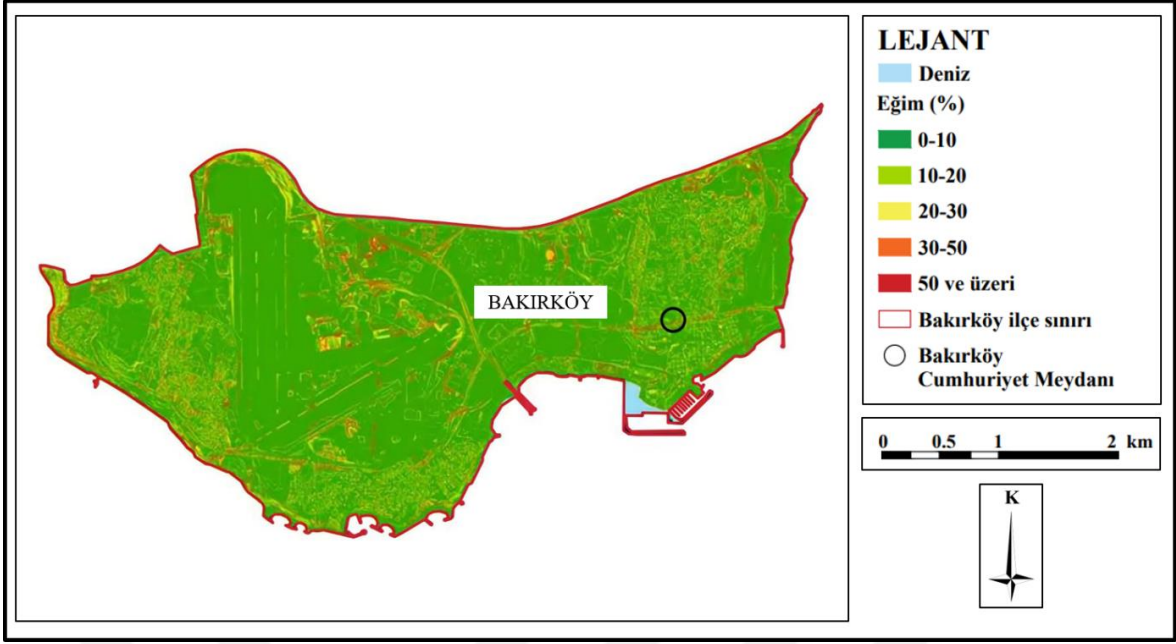 BAKIRKÖY
LEJANT
Deniz
Eğim (%)
0-10
10-20
20-30
30-50
50 ve üzeri
Bakırköy ilçe sınırı
Bakırköy
Cumhuriyet Meydanı
0 0.5 1 2 km
K